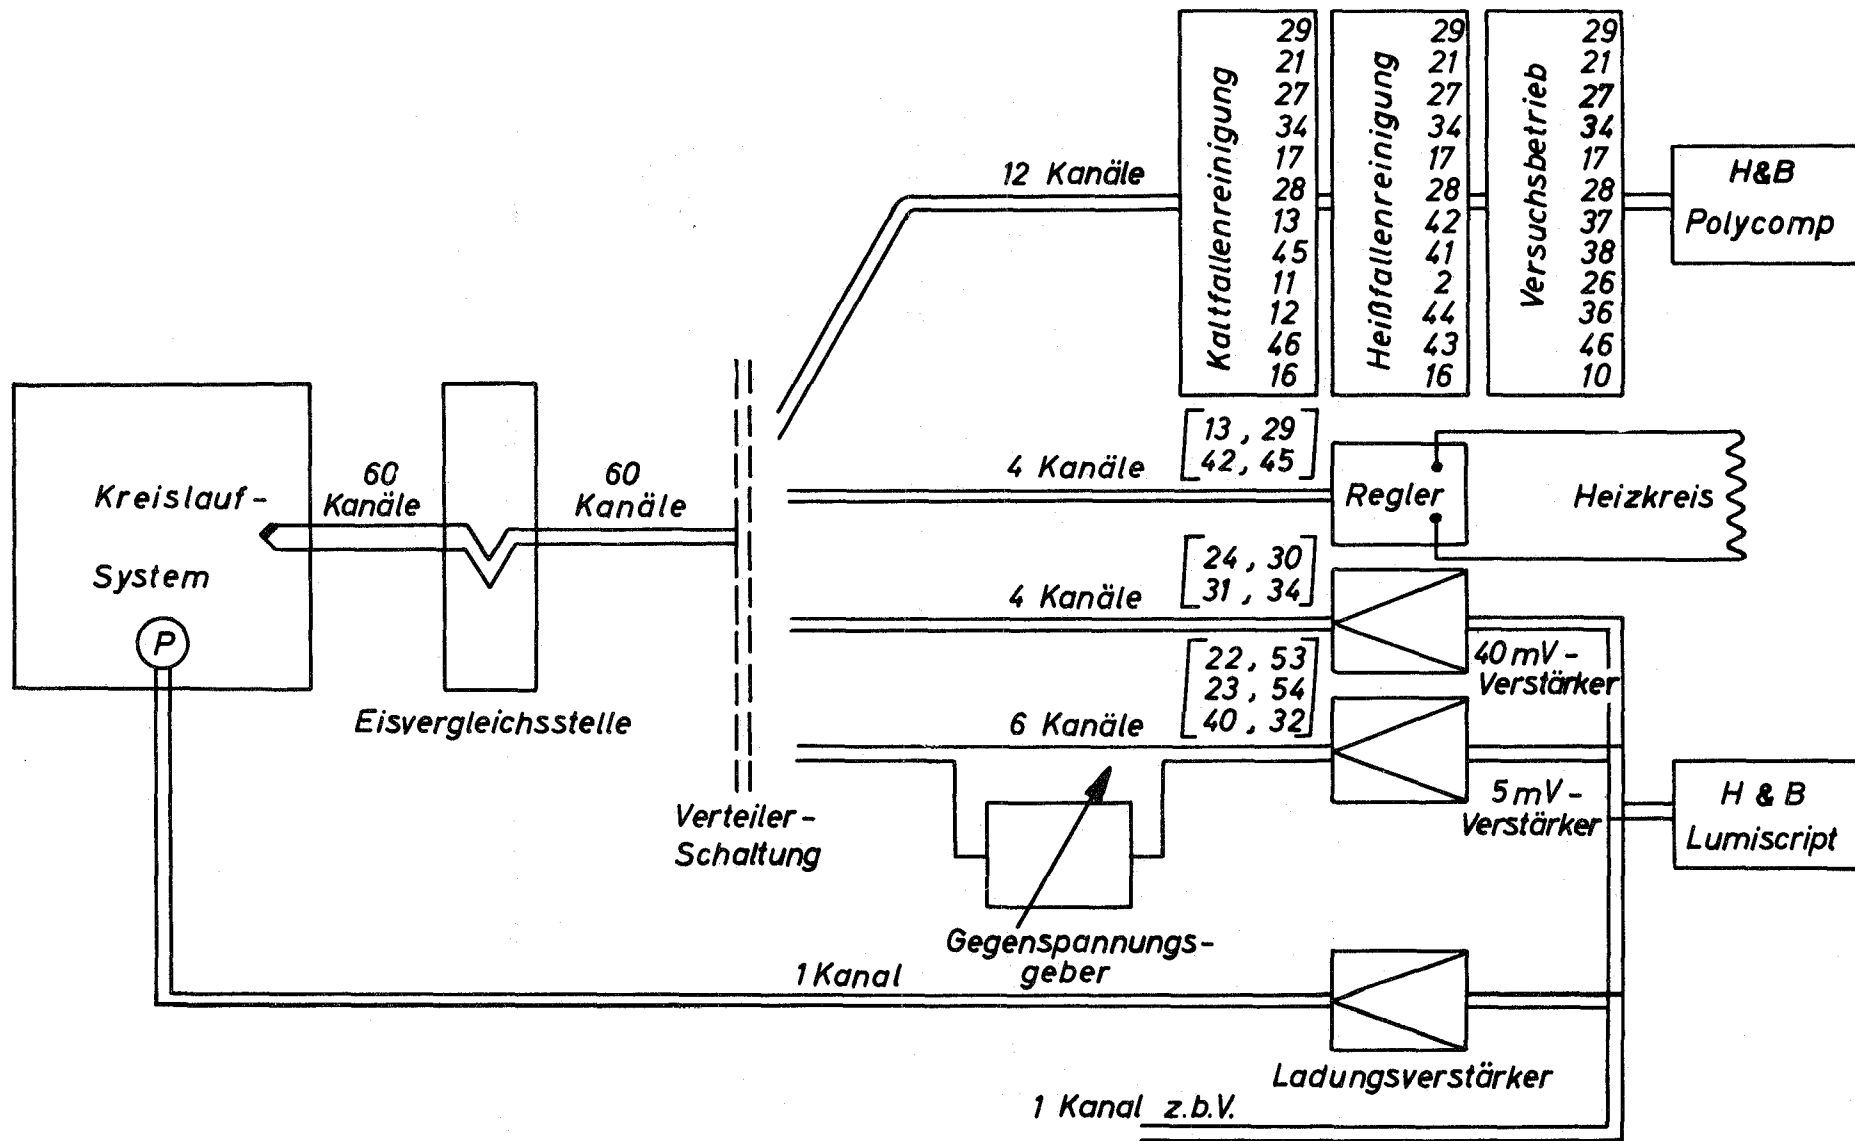 Kaltfallenreinigung
29
21
27
34
17
28
13
45
11
12
46
16
Heißfallenreinigung
29
21
27
34
17
28
42
41
2
44
43
16
Versuchsbetrieb
29
21
27
34
17
28
37
38
26
36
46
10
H&B
Polycomp
12 Kanäle
13, 29
42, 45
4 Kanäle
Regler
Heizkreis
Kreislauf-
System
P
60
Kanäle
60
Kanäle
Eisvergleichsstelle
Verteiler-
Schaltung
24, 30
31, 34
4 Kanäle
40 mV-
Verstärker
22, 53
23, 54
40, 32
6 Kanäle
5 mV-
Verstärker
H & B
Lumiscript
Gegenspannungs-
geber
1 Kanal
Ladungsverstärker
1 Kanal z.b.V.